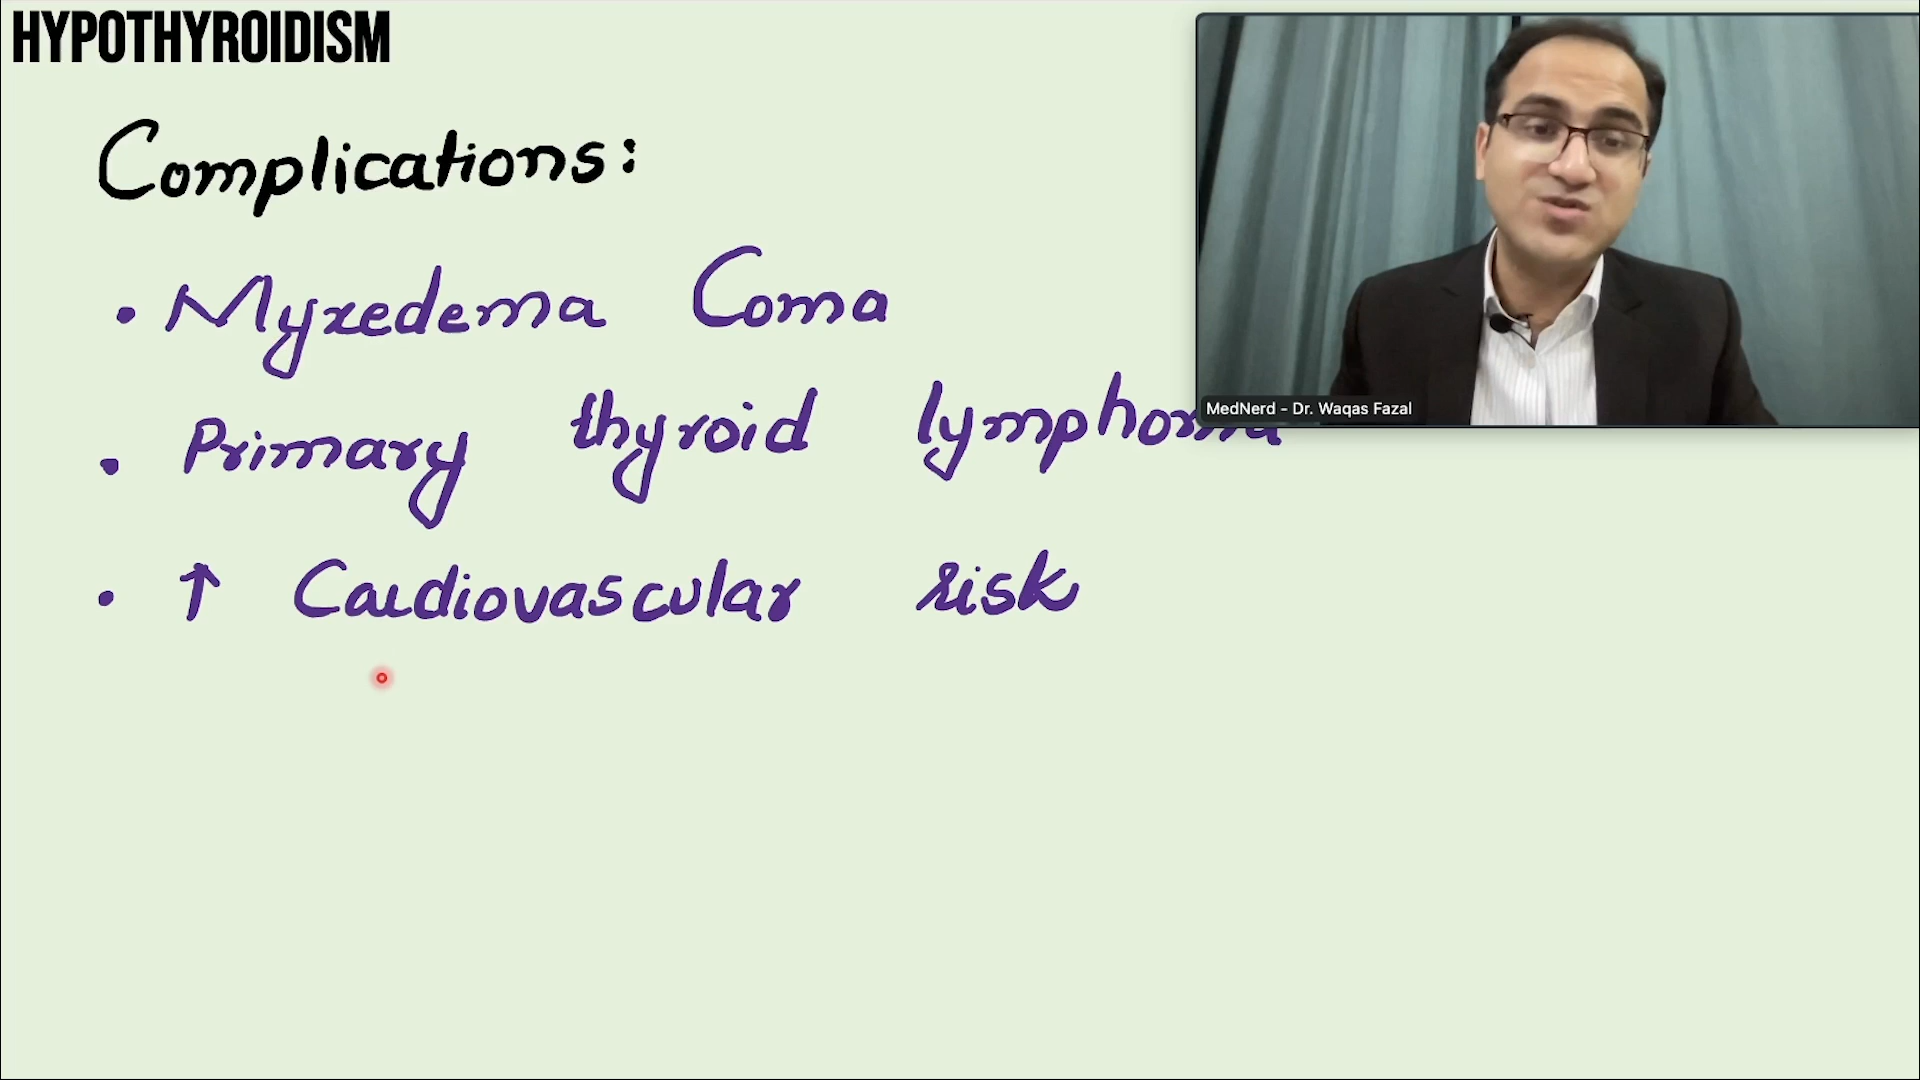 HYPOTHYROIDISM
Complications:
• Myxedema Coma
• Primary thyroid lymphoma
• ↑ Cardiovascular risk
MedNerd - Dr. Waqas Fazal